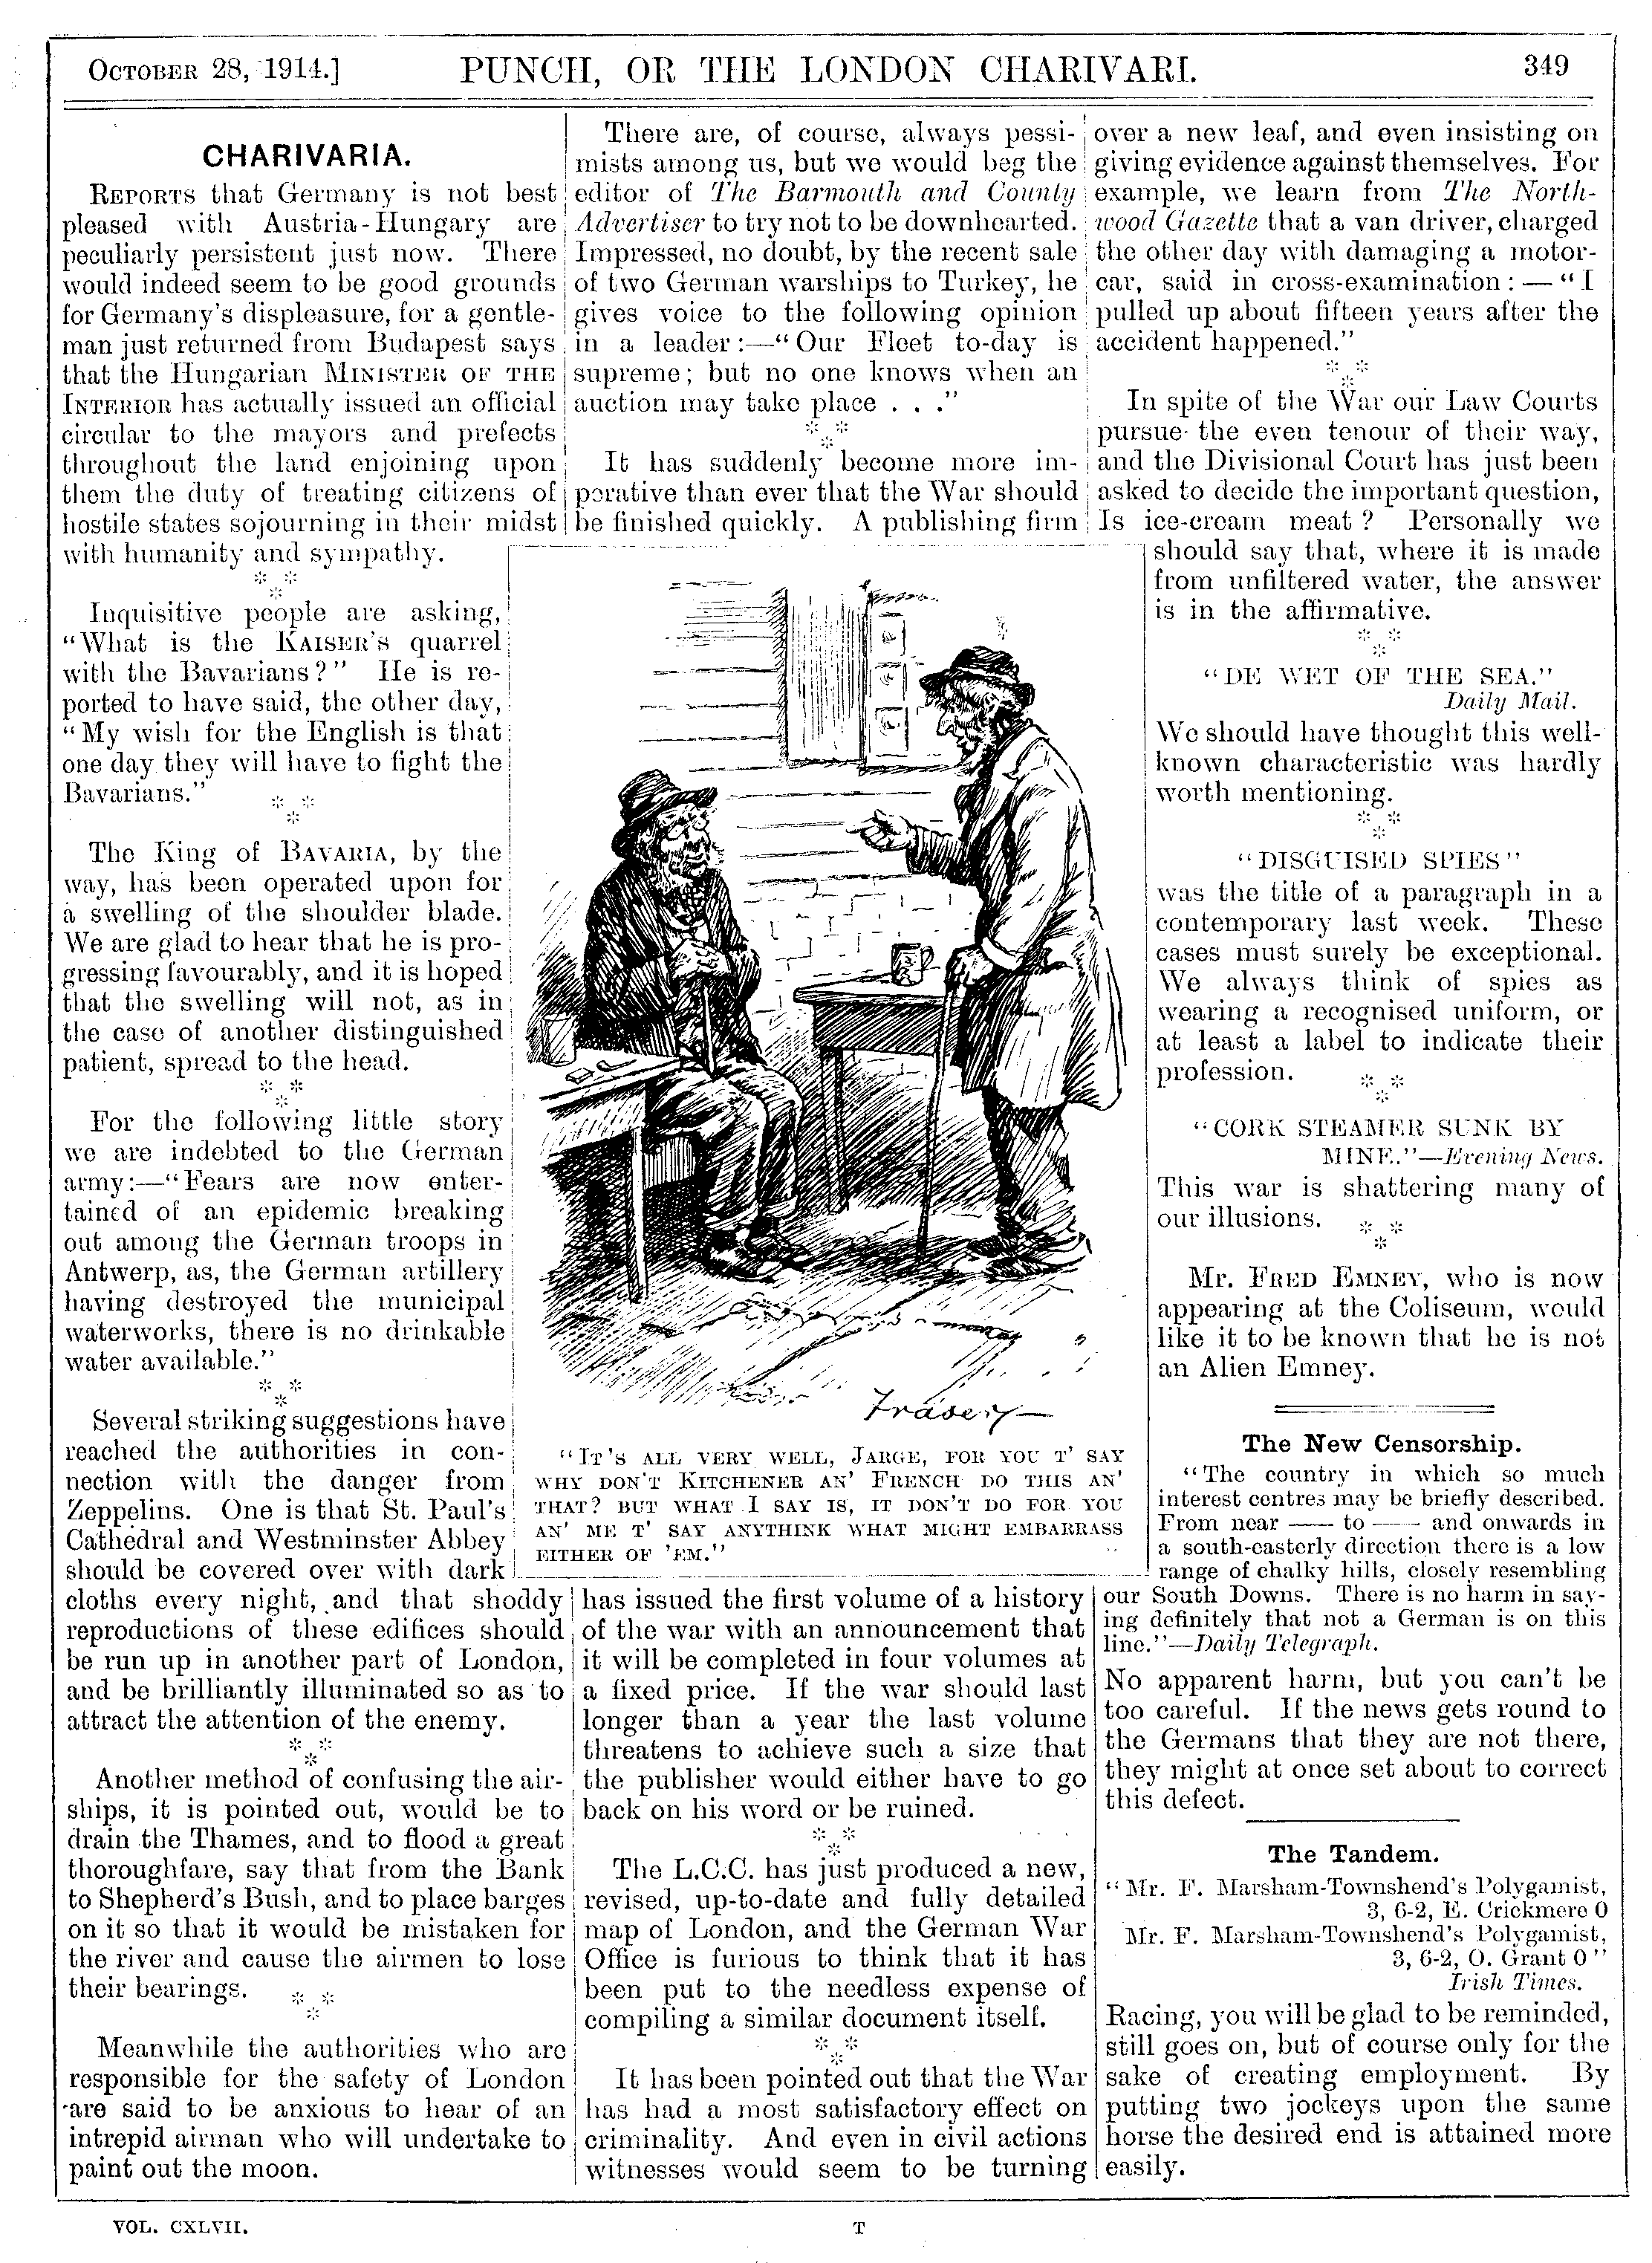 OCTOBER 28, 1914.]
PUNCH, OR THE LONDON CHARIVARI.
349
CHARIVARIA.
REPORTS that Germany is not best
pleased with Austria-Hungary are
peculiarly persistent just now. There
would indeed seem to be good grounds
for Germany's displeasure, for a gentle-
man just returned from Budapest says
that the Hungarian MINISTER OF THE
INTERIOR has actually issued an official
circular to the mayors and prefects
throughout the land enjoining upon
them the duty of treating citizens of
hostile states sojourning in their midst
with humanity and sympathy.
* *
*
Inquisitive people are asking,
"What is the KAISER'S quarrel
with the Bavarians?" He is re-
ported to have said, the other day,
"My wish for the English is that
one day they will have to fight the
Bavarians."
* *
*
The King of BAVARIA, by the
way, has been operated upon for
a swelling of the shoulder blade.
We are glad to hear that he is pro-
gressing favourably, and it is hoped
that the swelling will not, as in
the case of another distinguished
patient, spread to the head.
* *
*
For the following little story
we are indebted to the German
army:—"Fears are now enter-
tained of an epidemic breaking
out among the German troops in
Antwerp, as, the German artillery
having destroyed the municipal
waterworks, there is no drinkable
water available."
* *
*
Several striking suggestions have
reached the authorities in con-
nection with the danger from
Zeppelins. One is that St. Paul's
Cathedral and Westminster Abbey
should be covered over with dark
cloths every night, and that shoddy
reproductions of these edifices should
be run up in another part of London,
and be brilliantly illuminated so as to
attract the attention of the enemy.
* *
*
Another method of confusing the air-
ships, it is pointed out, would be to
drain the Thames, and to flood a great
thoroughfare, say that from the Bank
to Shepherd's Bush, and to place barges
on it so that it would be mistaken for
the river and cause the airmen to lose
their bearings.
* *
*
Meanwhile the authorities who are
responsible for the safety of London
are said to be anxious to hear of an
intrepid airman who will undertake to
paint out the moon.
There are, of course, always pessi-
mists among us, but we would beg the
editor of The Barmouth and County
Advertiser to try not to be downhearted.
Impressed, no doubt, by the recent sale
of two German warships to Turkey, he
gives voice to the following opinion
in a leader:—"Our Fleet to-day is
supreme; but no one knows when an
auction may take place . . ."
* *
*
It has suddenly become more im-
perative than ever that the War should
be finished quickly. A publishing firm
Fraser
"IT'S ALL VERY WELL, JARGE, FOR YOU T' SAY
WHY DON'T KITCHENER AN' FRENCH DO THIS AN'
THAT? BUT WHAT I SAY IS, IT DON'T DO FOR YOU
AN' ME T' SAY ANYTHINK WHAT MIGHT EMBARRASS
EITHER OF 'EM."
has issued the first volume of a history
of the war with an announcement that
it will be completed in four volumes at
a fixed price. If the war should last
longer than a year the last volume
threatens to achieve such a size that
the publisher would either have to go
back on his word or be ruined.
* *
*
The L.C.C. has just produced a new,
revised, up-to-date and fully detailed
map of London, and the German War
Office is furious to think that it has
been put to the needless expense of
compiling a similar document itself.
* *
*
It has been pointed out that the War
has had a most satisfactory effect on
criminality. And even in civil actions
witnesses would seem to be turning
over a new leaf, and even insisting on
giving evidence against themselves. For
example, we learn from The North-
wood Gazette that a van driver, charged
the other day with damaging a motor-
car, said in cross-examination:—"I
pulled up about fifteen years after the
accident happened."
* *
*
In spite of the War our Law Courts
pursue the even tenour of their way,
and the Divisional Court has just been
asked to decide the important question,
Is ice-cream meat? Personally we
should say that, where it is made
from unfiltered water, the answer
is in the affirmative.
* *
*
"DE WET OF THE SEA."
Daily Mail.
We should have thought this well-
known characteristic was hardly
worth mentioning.
* *
*
"DISGUISED SPIES"
was the title of a paragraph in a
contemporary last week. These
cases must surely be exceptional.
We always think of spies as
wearing a recognised uniform, or
at least a label to indicate their
profession.
* *
*
"CORK STEAMER SUNK BY
MINE."—Evening News.
This war is shattering many of
our illusions.
* *
*
Mr. FRED EMNEY, who is now
appearing at the Coliseum, would
like it to be known that he is not
an Alien Emney.
The New Censorship.
"The country in which so much
interest centres may be briefly described.
From near —— to —— and onwards in
a south-easterly direction there is a low
range of chalky hills, closely resembling
our South Downs. There is no harm in say-
ing definitely that not a German is on this
line."—Daily Telegraph.
No apparent harm, but you can't be
too careful. If the news gets round to
the Germans that they are not there,
they might at once set about to correct
this defect.
The Tandem.
"Mr. F. Marsham-Townshend's Polygamist,
3, 6-2, E. Crickmere 0
Mr. F. Marsham-Townshend's Polygamist,
3, 6-2, O. Grant 0"
Irish Times.
Racing, you will be glad to be reminded,
still goes on, but of course only for the
sake of creating employment. By
putting two jockeys upon the same
horse the desired end is attained more
easily.
VOL. CXLVII.
T